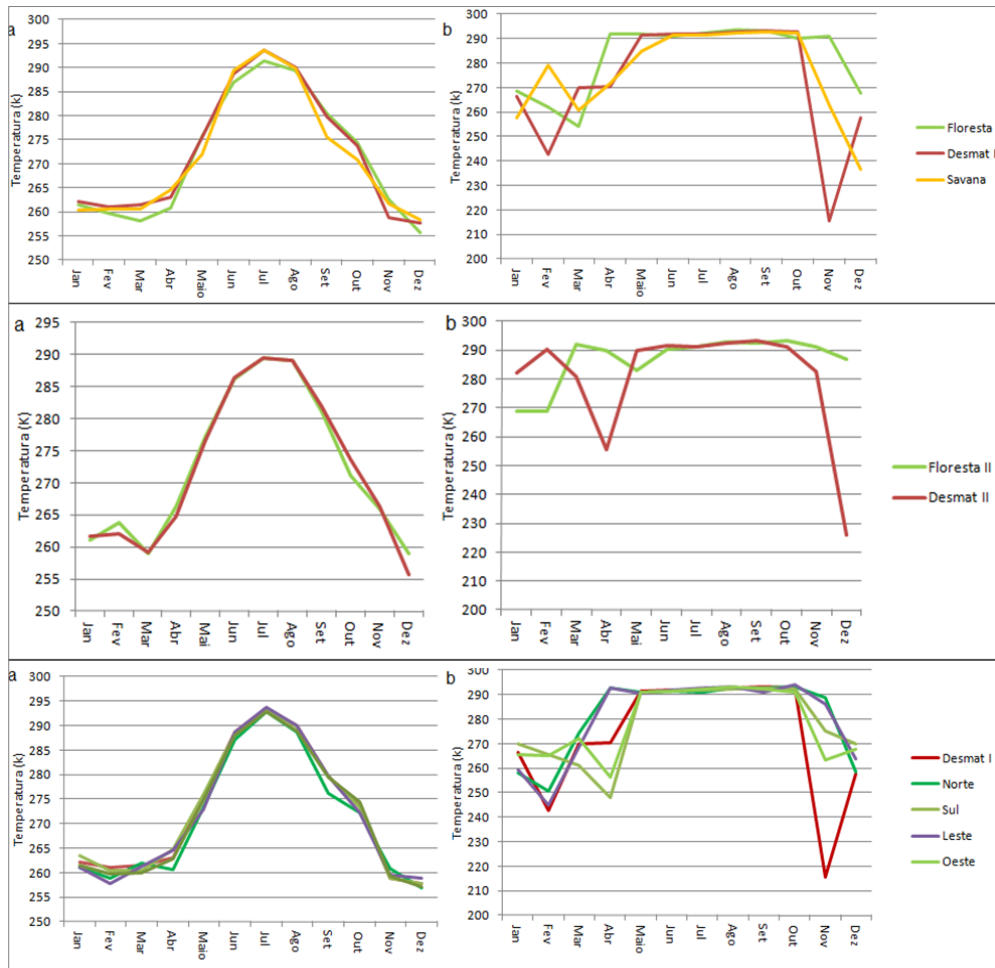 a
Temperatura (k)
300
295
290
285
280
275
270
265
260
255
250
Jan
Fev
Mar
Abr
Maio
Jun
Jul
Ago
Set
Out
Nov
Dez
b
Temperatura (k)
300
290
280
270
260
250
240
230
220
210
200
Jan
Fev
Mar
Abr
Maio
Jun
Jul
Ago
Set
Out
Nov
Dez
Floresta
Desmat I
Savana
a
Temperatura (K)
295
290
285
280
275
270
265
260
255
250
Jan
Fev
Mar
Abr
Mai
Jun
Jul
Ago
Set
Out
Nov
Dez
b
Temperatura (K)
300
290
280
270
260
250
240
230
220
210
200
Jan
Fev
Mar
Abr
Mai
Jun
Jul
Ago
Set
Out
Nov
Dez
Floresta II
Desmat II
a
Temperatura (k)
300
295
290
285
280
275
270
265
260
255
250
Jan
Fev
Mar
Abr
Maio
Jun
Jul
Ago
Set
Out
Nov
Dez
b
Temperatura (k)
300
290
280
270
260
250
240
230
220
210
200
Jan
Fev
Mar
Abr
Maio
Jun
Jul
Ago
Set
Out
Nov
Dez
Desmat I
Norte
Sul
Leste
Oeste